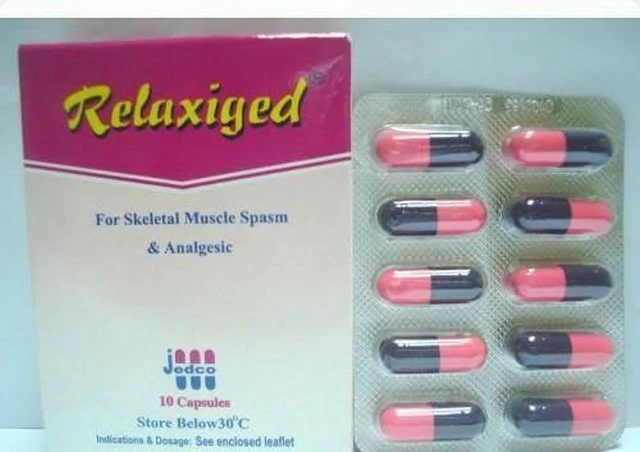 Relaxiged
For Skeletal Muscle Spasm
& Analgesic
Jedco
10 Capsules
Store Below30°C
Indications & Dosage: See enclosed leaflet